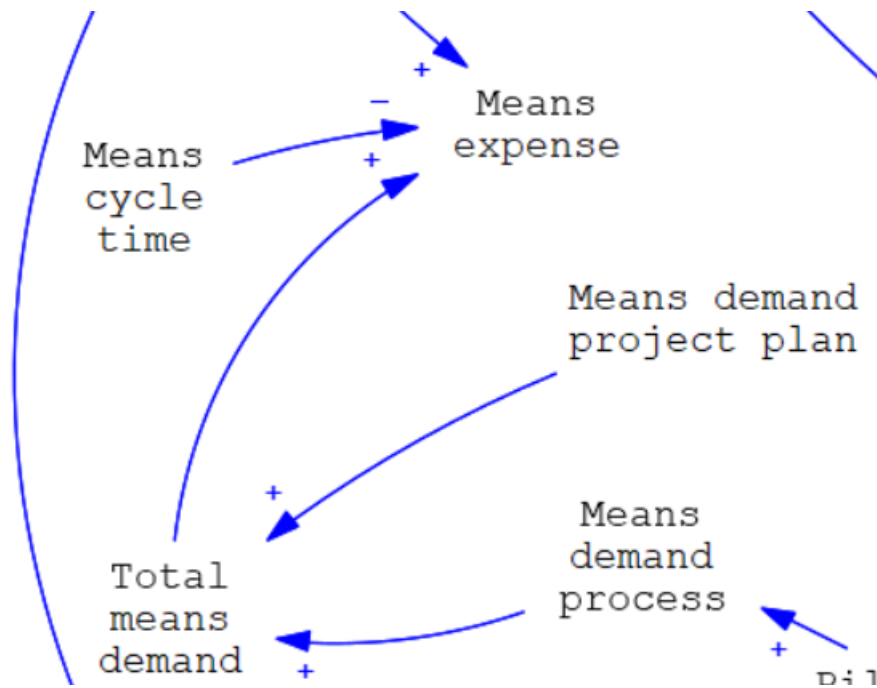 +
Means
expense
−
Means
cycle
time
+
Means demand
project plan
+
Means
demand
process
Total
means
demand
+
+